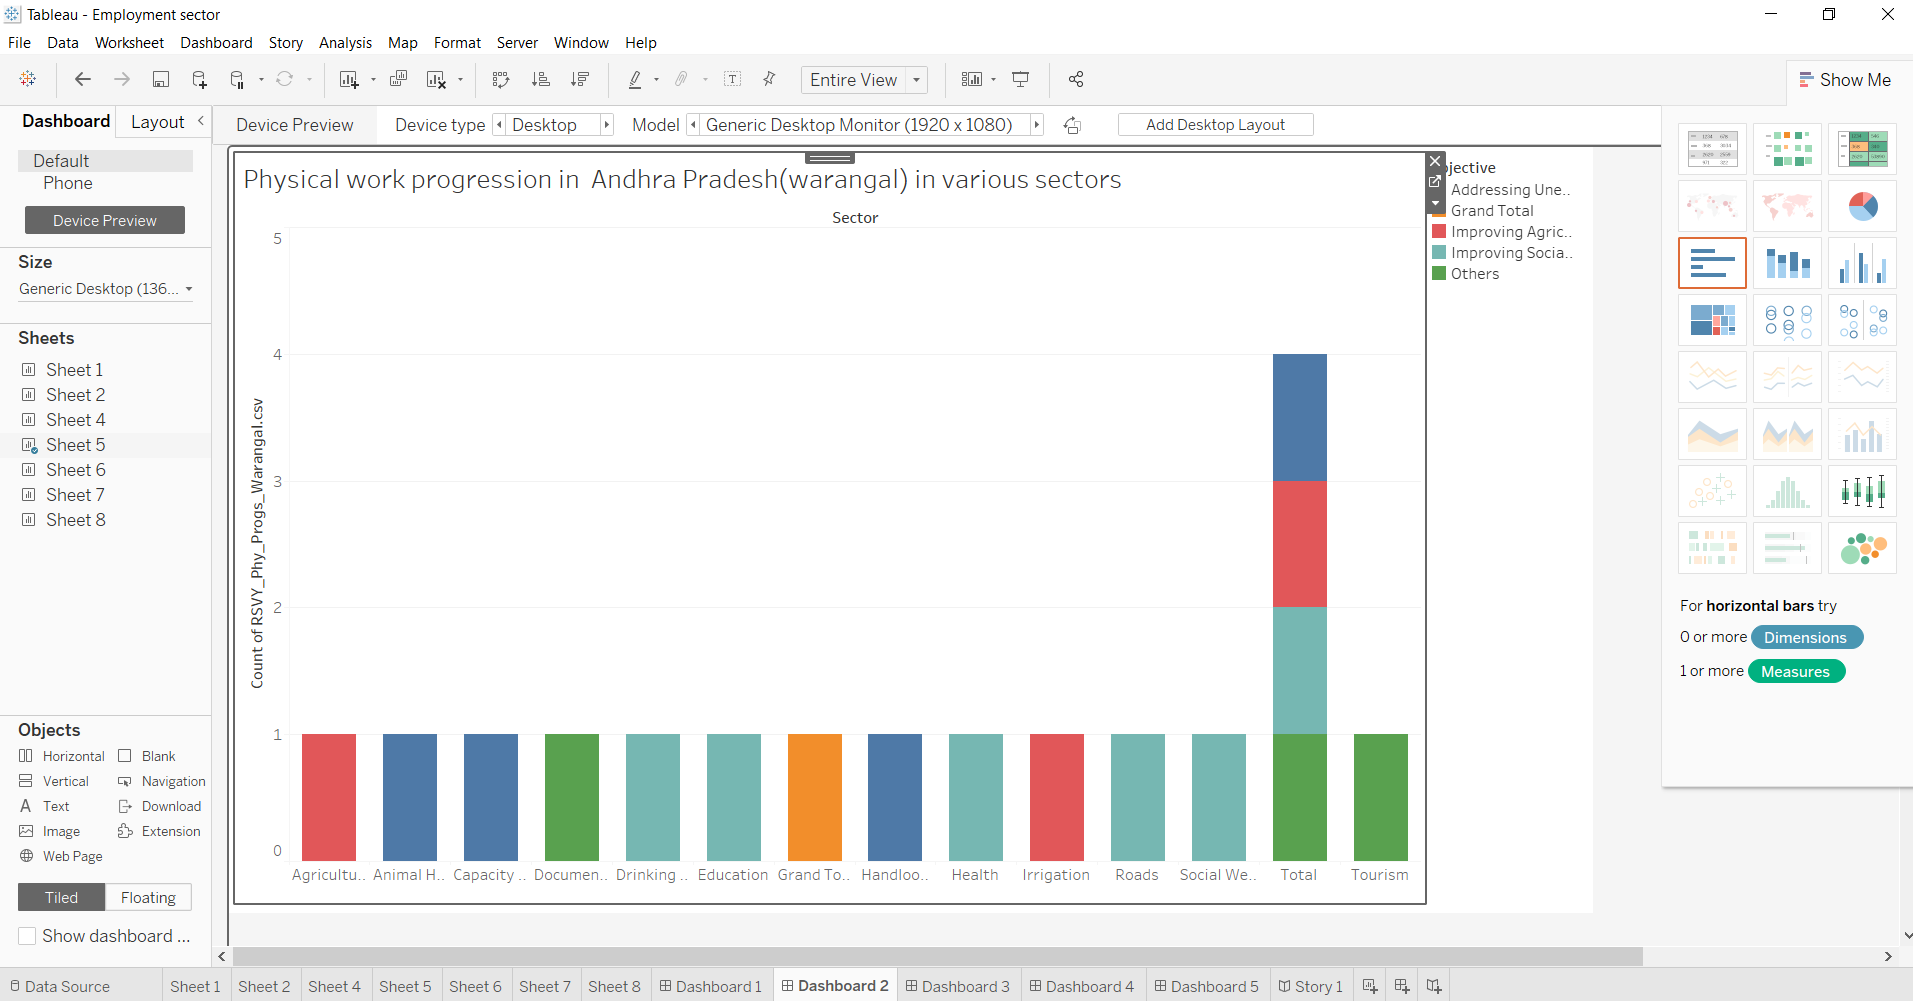 Tableau - Employment sector
File Data Worksheet Dashboard Story Analysis Map Format Server Window Help
Entire View
Show Me
Dashboard Layout
Default
Phone
Device Preview
Size
Generic Desktop (136...
Sheets
Sheet 1
Sheet 2
Sheet 4
Sheet 5
Sheet 6
Sheet 7
Sheet 8
Objects
Horizontal Blank
Vertical Navigation
Text Download
Image Extension
Web Page
Tiled Floating
Show dashboard ...
Device Preview Device type Desktop Model Generic Desktop Monitor (1920 x 1080) Add Desktop Layout
Physical work progression in Andhra Pradesh(warangal) in various sectors
Sector
Count of RSVY_Phy_Progs_Warangal.csv
5
4
3
2
1
0
Agricultu.. Animal H.. Capacity .. Documen.. Drinking .. Education Grand To.. Handloo.. Health Irrigation Roads Social We.. Total Tourism
bjective
Addressing Une..
Grand Total
Improving Agric..
Improving Socia..
Others
For horizontal bars try
0 or more Dimensions
1 or more Measures
Data Source Sheet 1 Sheet 2 Sheet 4 Sheet 5 Sheet 6 Sheet 7 Sheet 8 Dashboard 1 Dashboard 2 Dashboard 3 Dashboard 4 Dashboard 5 Story 1